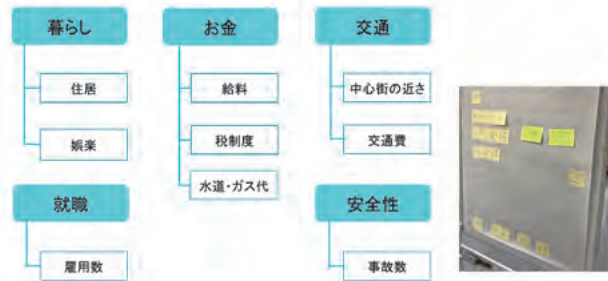 暮らし
住居
娯楽
お金
給料
税制度
水道・ガス代
交通
中心街の近さ
交通費
就職
雇用数
安全性
事故数